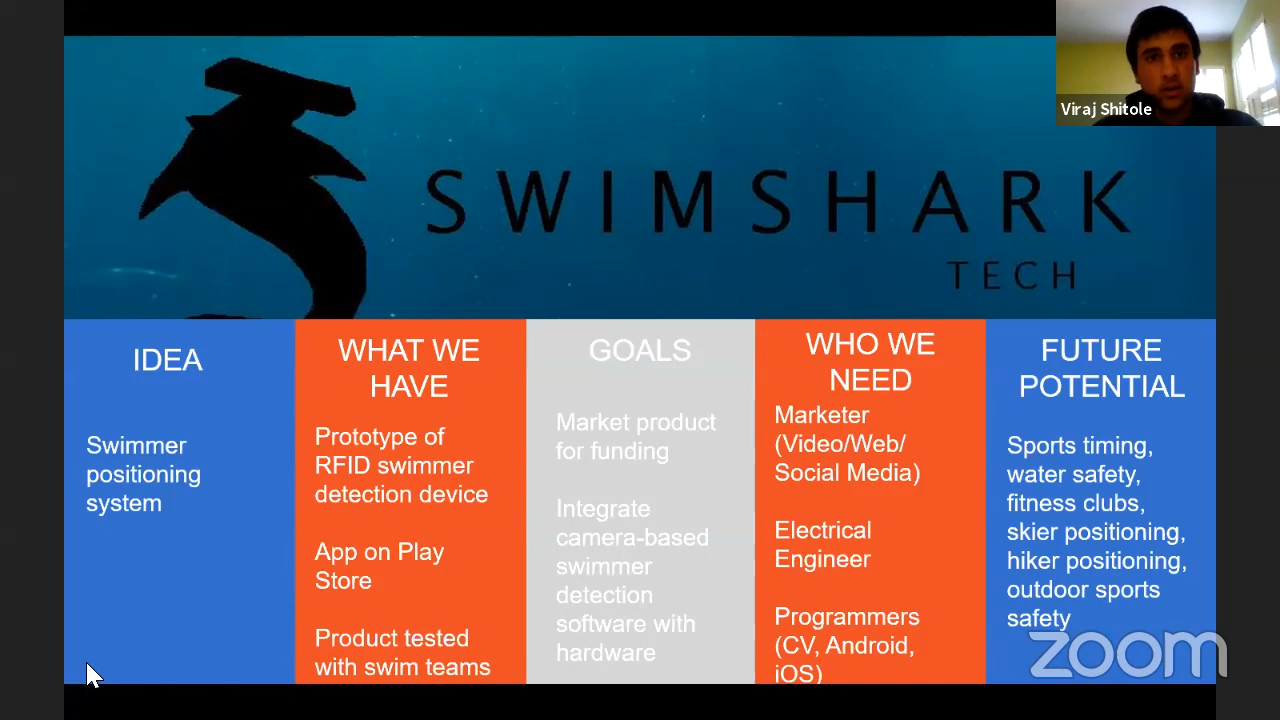 Viraj Shitole
SWIMSHARK
TECH
IDEA
Swimmer
positioning
system
WHAT WE
HAVE
Prototype of
RFID swimmer
detection device
App on Play
Store
Product tested
with swim teams
GOALS
Market product
for funding
Integrate
camera-based
swimmer
detection
software with
hardware
WHO WE
NEED
Marketer
(Video/Web/
Social Media)
Electrical
Engineer
Programmers
(CV, Android,
iOS)
FUTURE
POTENTIAL
Sports timing,
water safety,
fitness clubs,
skier positioning,
hiker positioning,
outdoor sports
safety
zoom